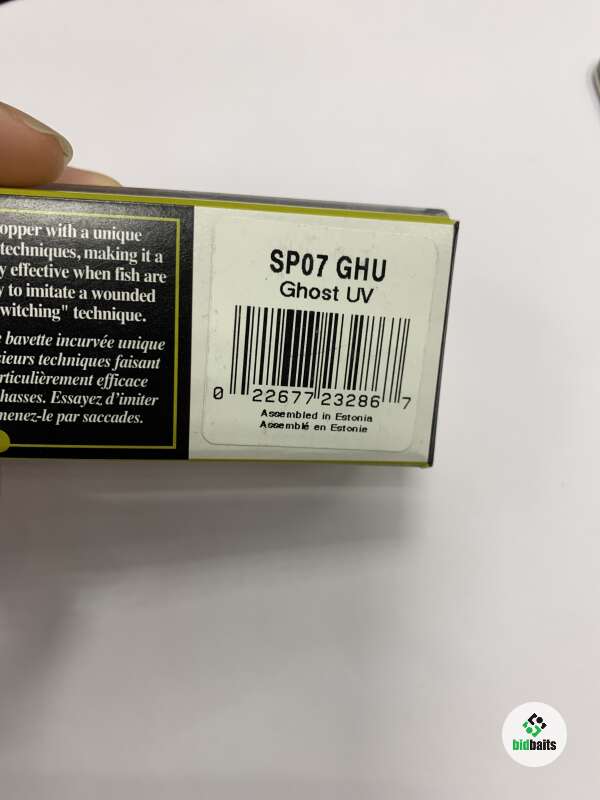 opper with a unique
techniques, making it a
y effective when fish are
y to imitate a wounded
witching" technique.
e bavette incurvée unique
sieurs techniques faisant
rticulièrement efficace
chasses. Essayez d'imiter
menez-le par saccades.
SP07 GHU
Ghost UV
0 22677 23286 7
Assembled in Estonia
Assemblé en Estonie
bidbaits